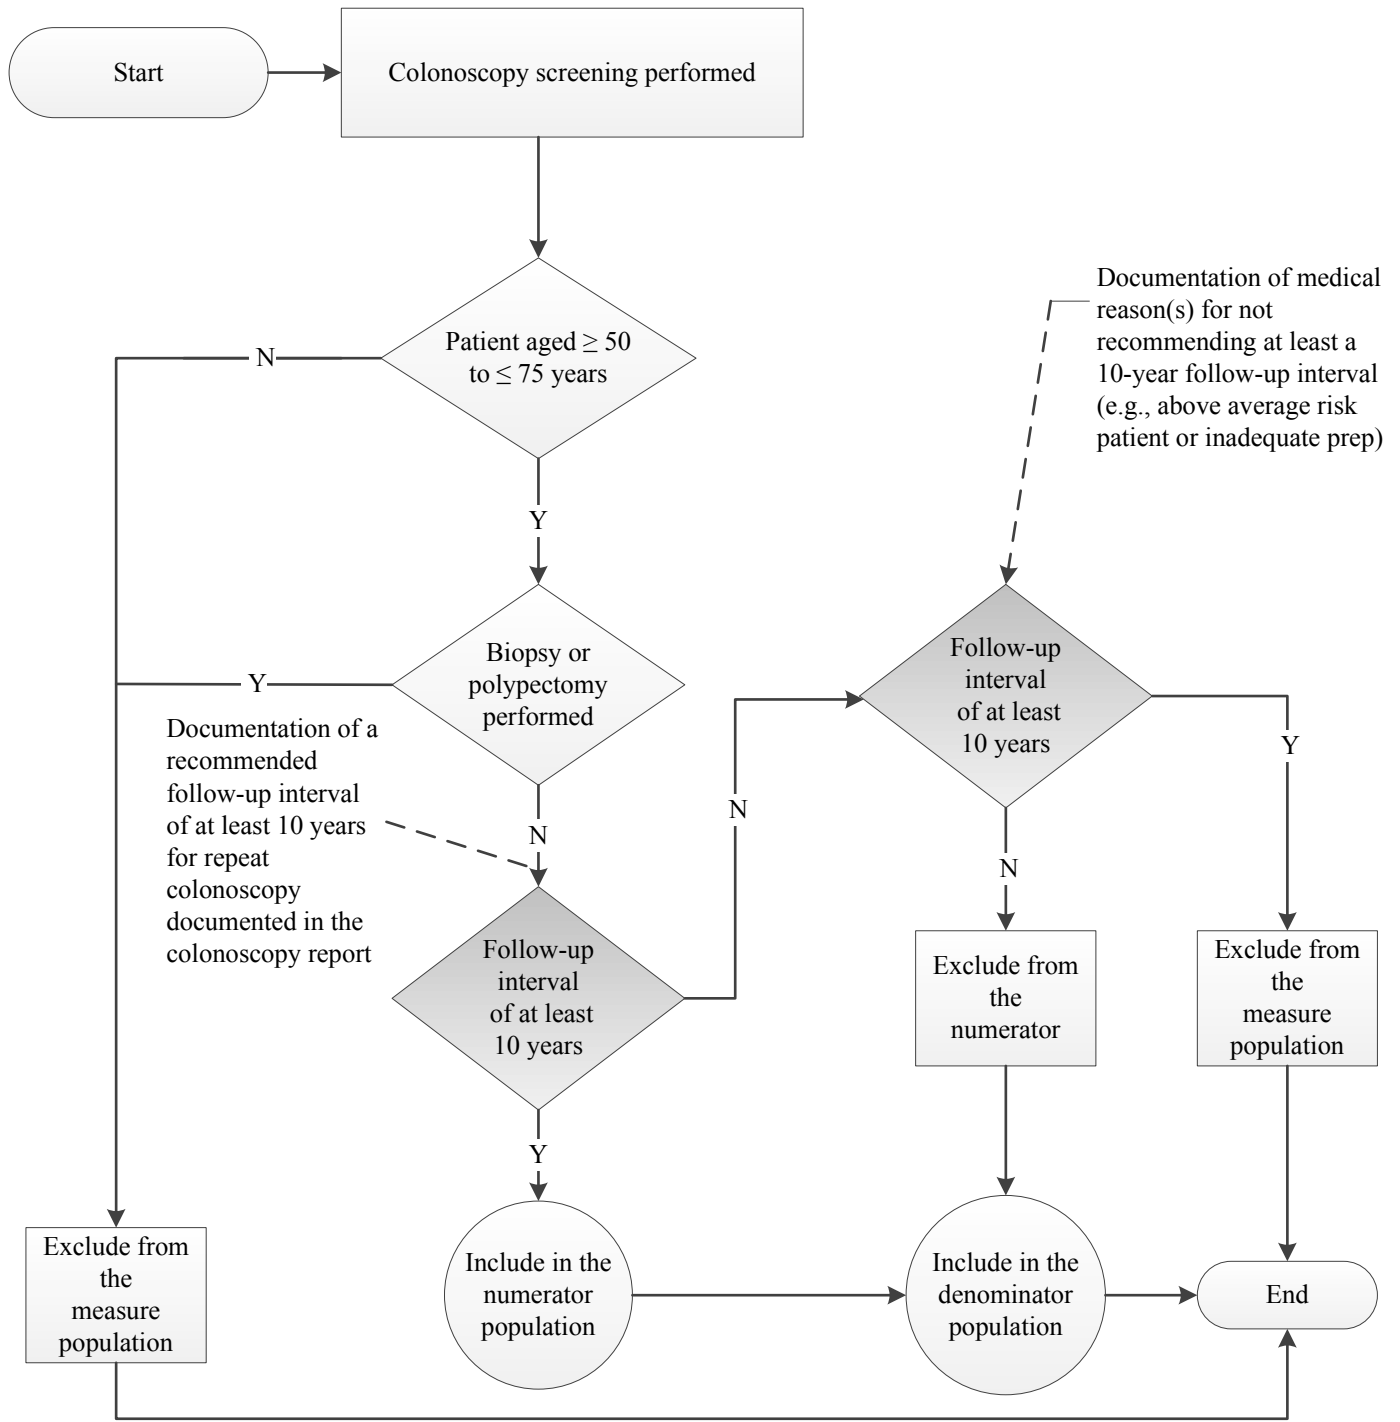 Start
Colonoscopy screening performed
Patient aged ≥ 50
to ≤ 75 years
N
Y
Documentation of medical
reason(s) for not
recommending at least a
10-year follow-up interval
(e.g., above average risk
patient or inadequate prep)
Biopsy or
polypectomy
performed
Y
N
Documentation of a
recommended
follow-up interval
of at least 10 years
for repeat
colonoscopy
documented in the
colonoscopy report
Follow-up
interval
of at least
10 years
N
Y
Follow-up
interval
of at least
10 years
Y
N
Exclude from
the
numerator
Exclude from
the
measure
population
Exclude from
the
measure
population
Include in the
numerator
population
Include in the
denominator
population
End